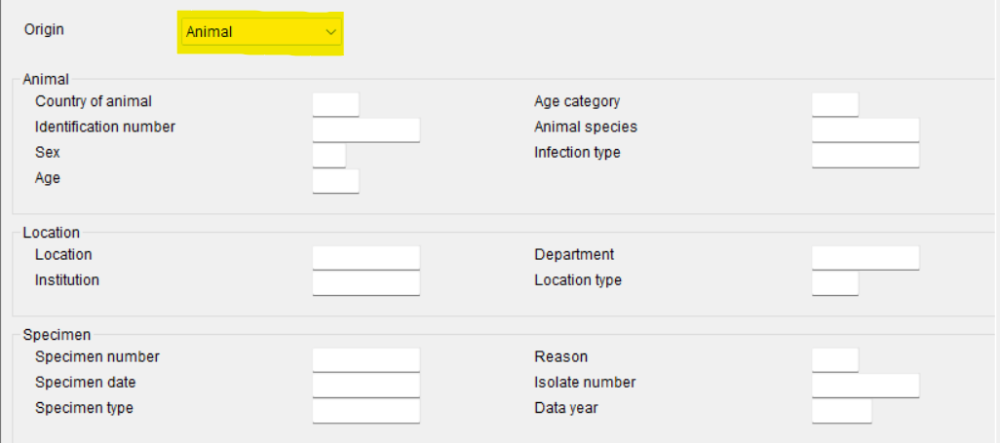 Origin Animal
Animal
Country of animal Age category
Identification number Animal species
Sex Infection type
Age
Location
Location Department
Institution Location type
Specimen
Specimen number Reason
Specimen date Isolate number
Specimen type Data year